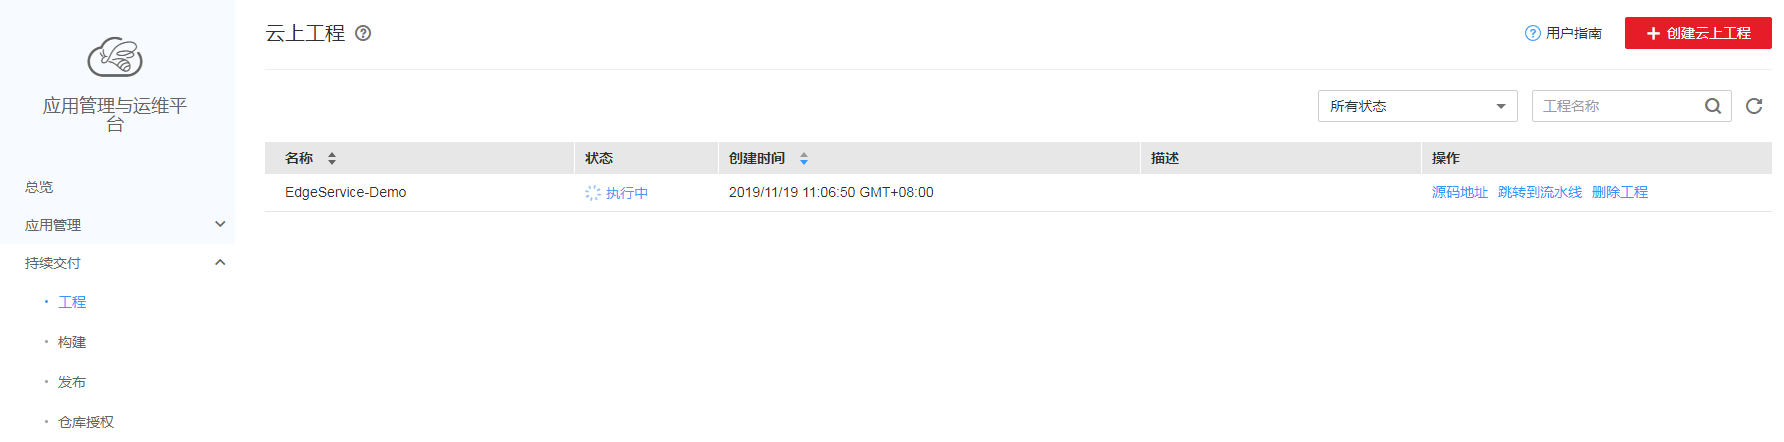 应用管理与运维平
台
总览
应用管理
持续交付
工程
构建
发布
仓库授权
云上工程
用户指南
创建云上工程
所有状态
工程名称
名称 状态 创建时间 描述 操作
EdgeService-Demo 执行中 2019/11/19 11:06:50 GMT+08:00 源码地址 跳转到流水线 删除工程